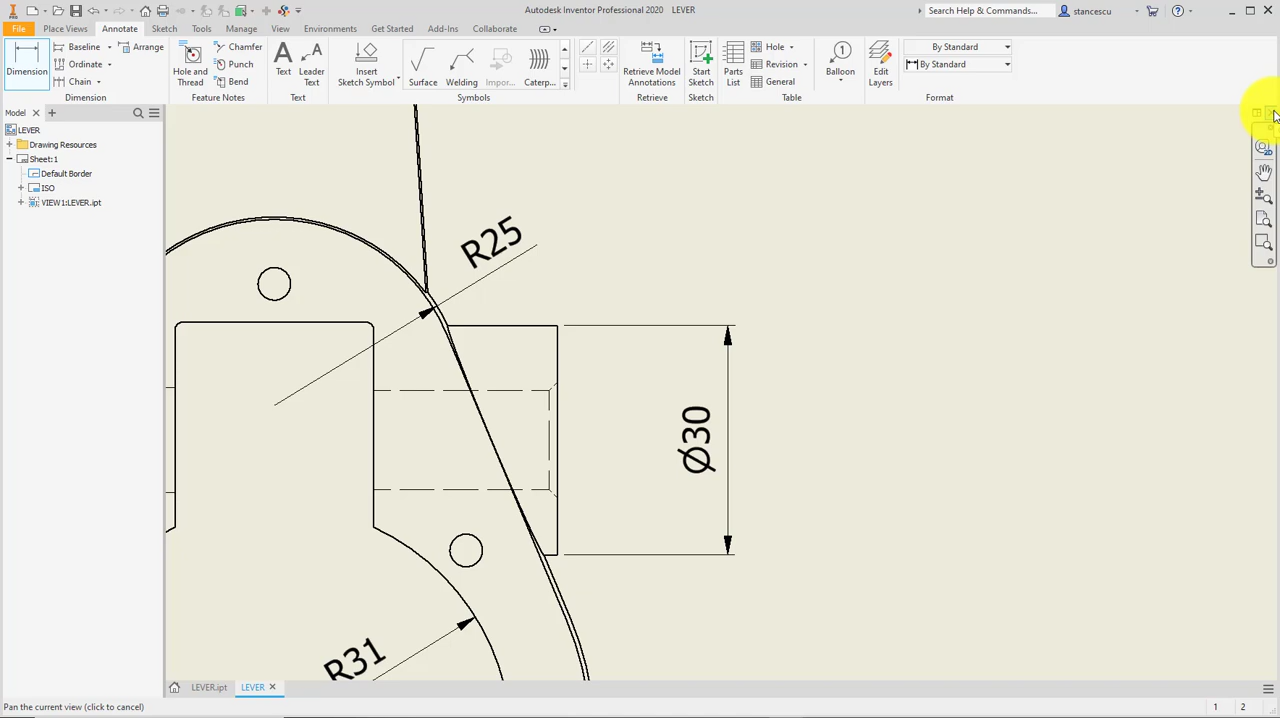 Autodesk Inventor Professional 2020 LEVER
Search Help & Commands...
stancescu
File Place Views Annotate Sketch Tools Manage View Environments Get Started Add-Ins Collaborate
Dimension
Baseline
Ordinate
Chain
Arrange
Dimension
Hole and Thread
Chamfer
Punch
Bend
Feature Notes
Text
Leader Text
Text
Insert Sketch Symbol
Surface
Welding
Impor...
Caterp...
Symbols
Retrieve Model Annotations
Retrieve
Start Sketch
Sketch
Parts List
Hole
Revision
General
Table
Balloon
Edit Layers
By Standard
By Standard
Format
Model
LEVER
Drawing Resources
Sheet:1
Default Border
ISO
VIEW1:LEVER.ipt
R25
Ø30
R31
LEVER.ipt
LEVER
Pan the current view (click to cancel)
1 2